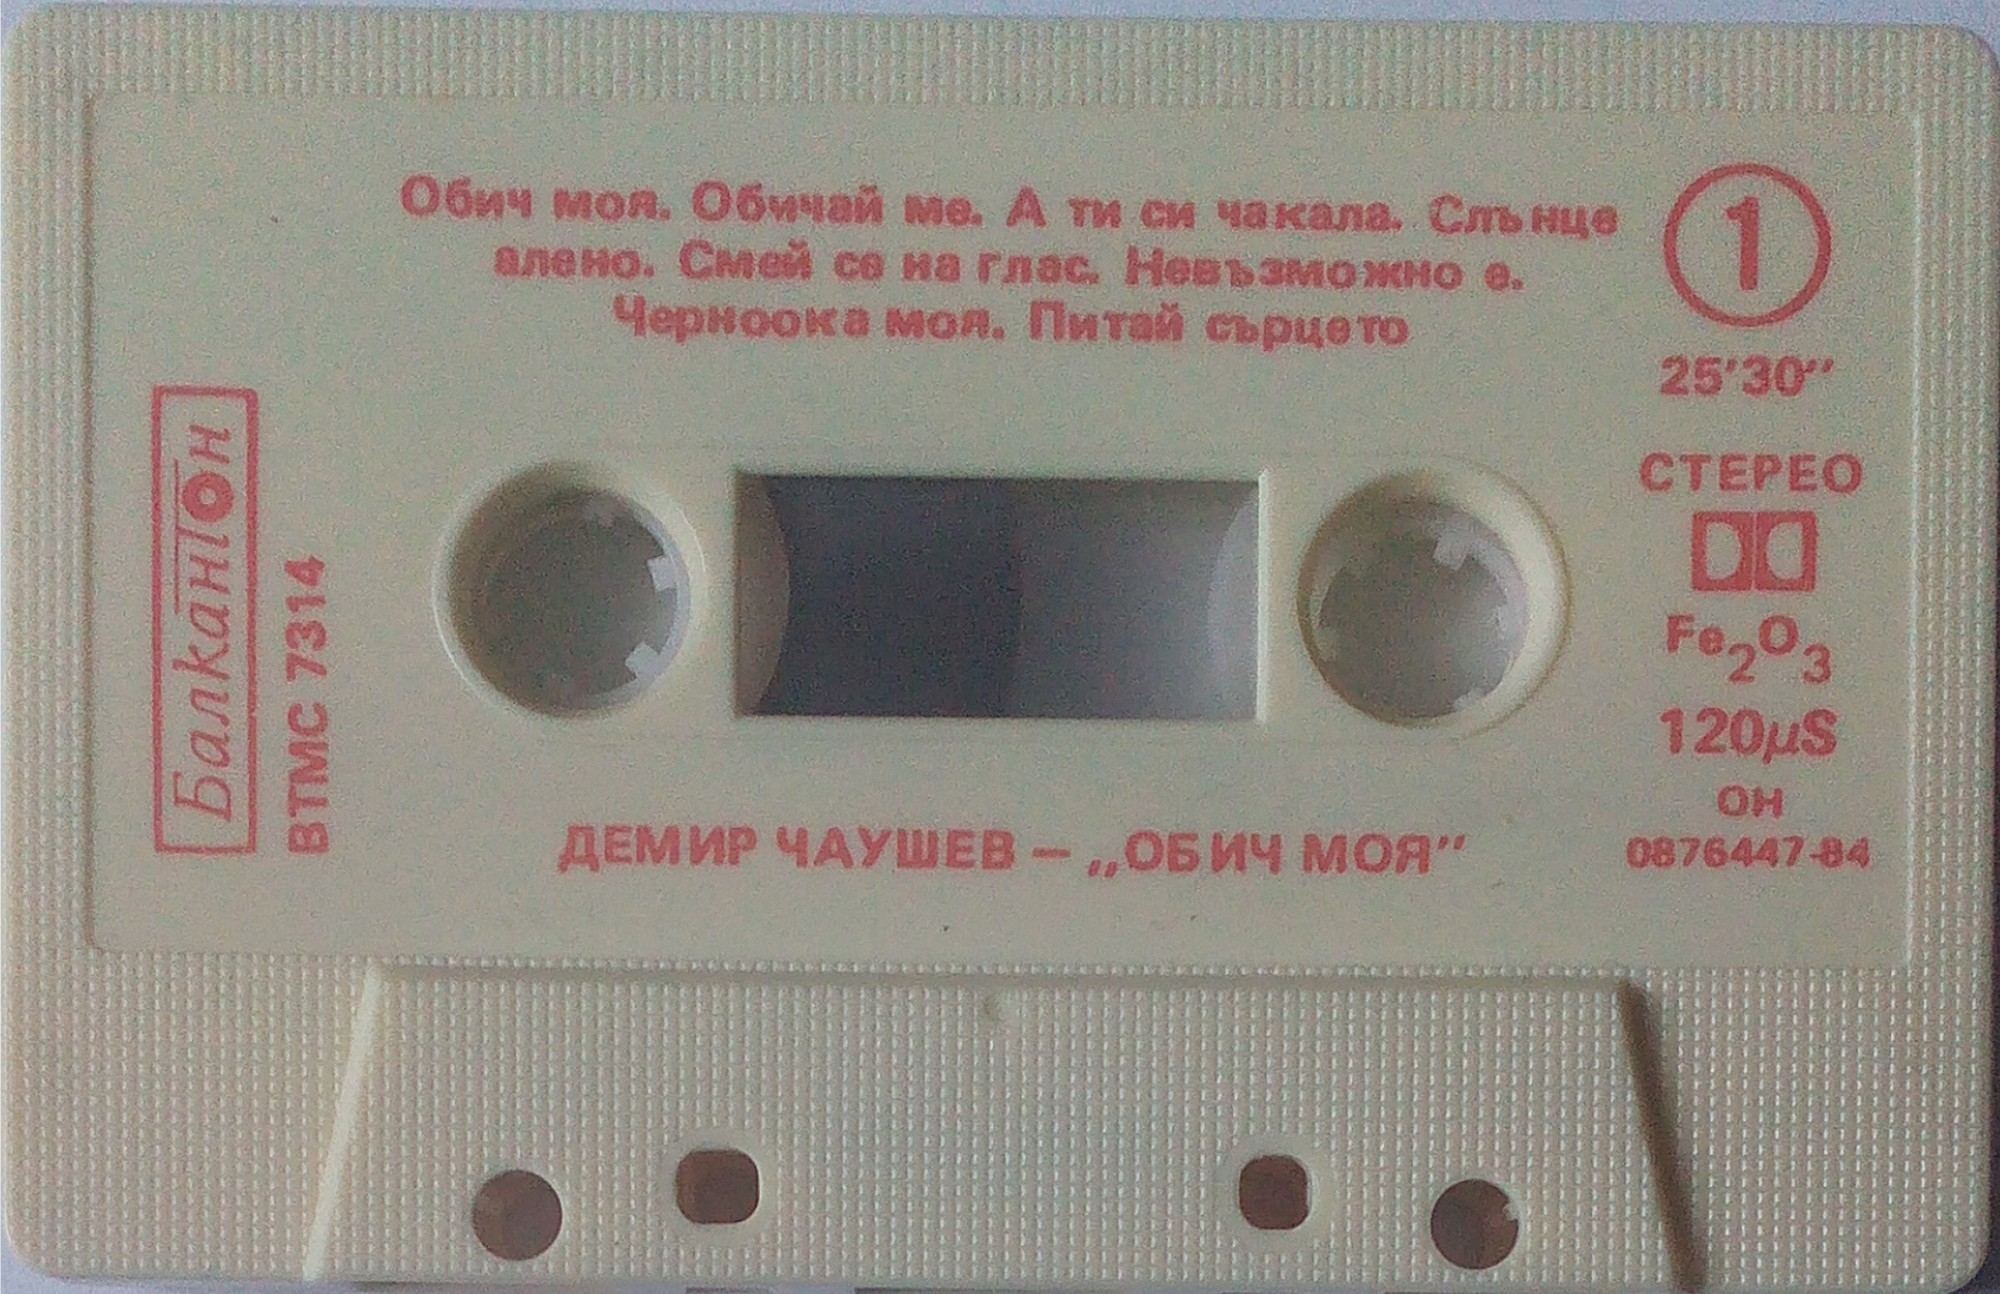 Обич моя. Обичай ме. А ти си чакала. Слънце
алено. Смей се на глас. Невъзможно е.
Черноока моя. Питай сърцето
1
25'30"
Балкантон
ВТМС 7314
СТЕРЕО
Fe2O3
120µS
ОН
0876447-84
ДЕМИР ЧАУШЕВ — „ОБИЧ МОЯ"